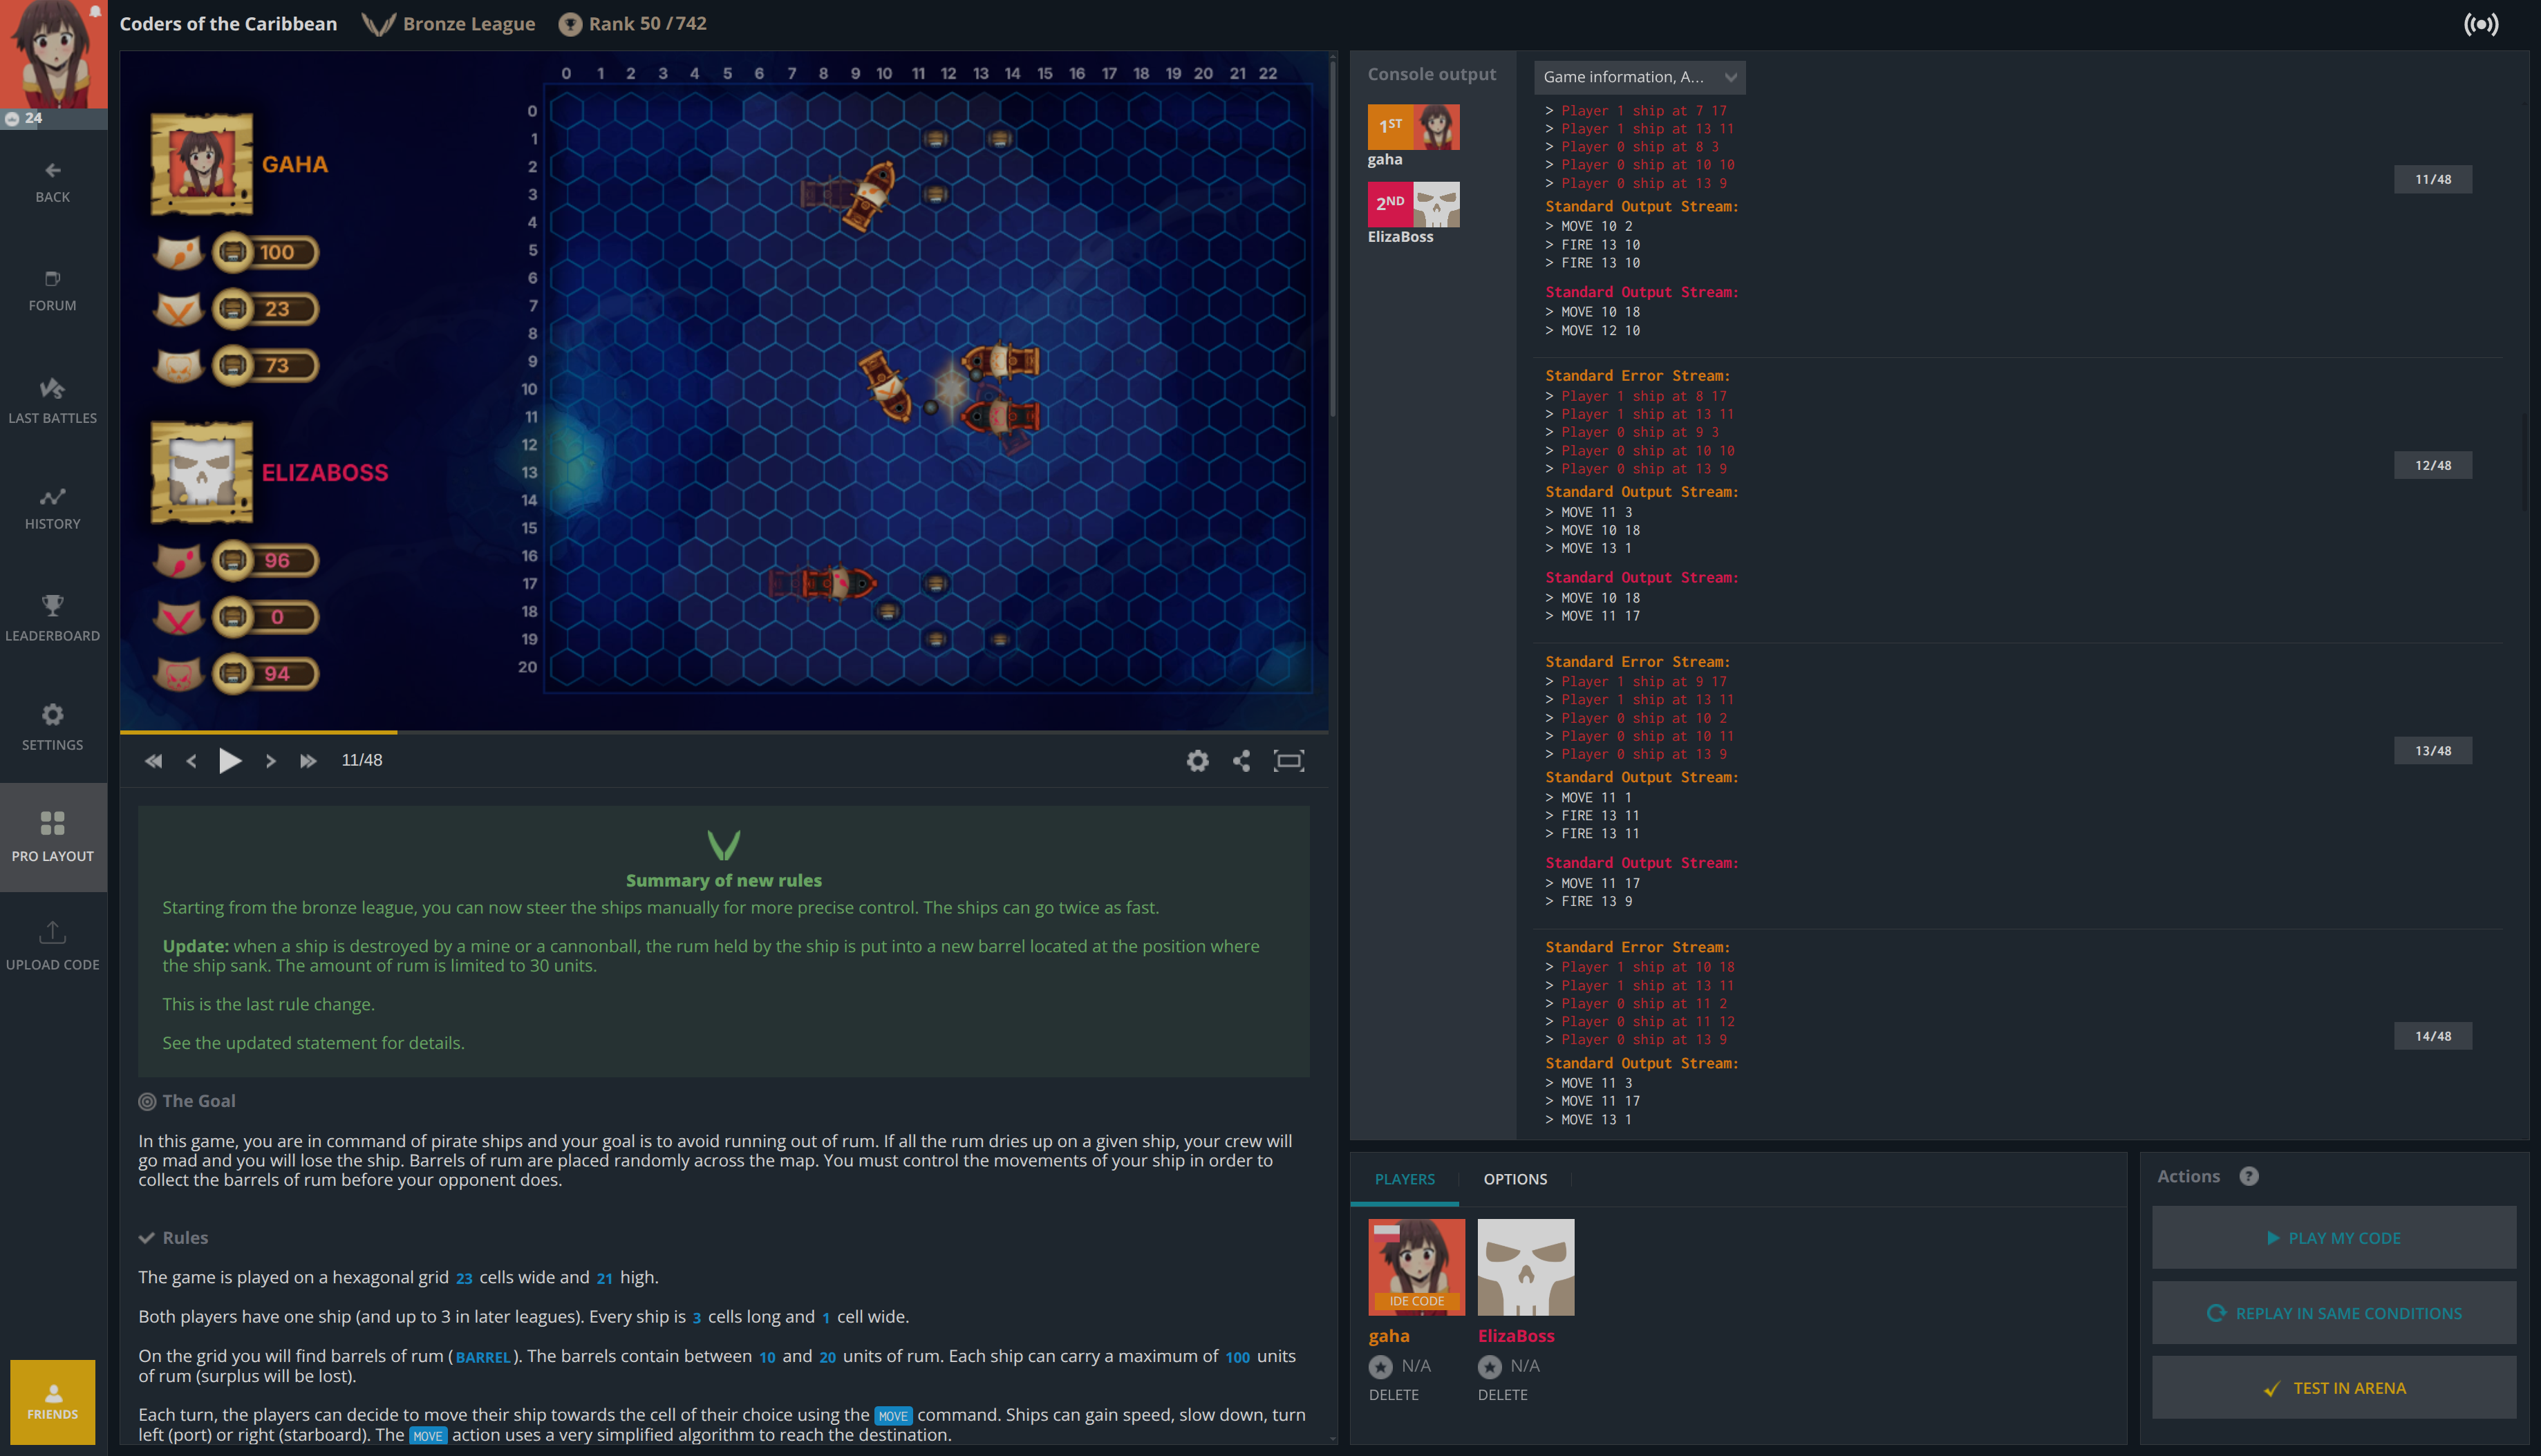 Coders of the Caribbean
Bronze League
Rank 50 / 742
24
BACK
FORUM
LAST BATTLES
HISTORY
LEADERBOARD
SETTINGS
PRO LAYOUT
UPLOAD CODE
FRIENDS
0 1 2 3 4 5 6 7 8 9 10 11 12 13 14 15 16 17 18 19 20 21 22
0
1
2
3
4
5
6
7
8
9
10
11
12
13
14
15
16
17
18
19
20
GAHA
100
23
73
ELIZABOSS
96
0
94
11/48
Summary of new rules
Starting from the bronze league, you can now steer the ships manually for more precise control. The ships can go twice as fast.
Update: when a ship is destroyed by a mine or a cannonball, the rum held by the ship is put into a new barrel located at the position where
the ship sank. The amount of rum is limited to 30 units.
This is the last rule change.
See the updated statement for details.
The Goal
In this game, you are in command of pirate ships and your goal is to avoid running out of rum. If all the rum dries up on a given ship, your crew will
go mad and you will lose the ship. Barrels of rum are placed randomly across the map. You must control the movements of your ship in order to
collect the barrels of rum before your opponent does.
Rules
The game is played on a hexagonal grid 23 cells wide and 21 high.
Both players have one ship (and up to 3 in later leagues). Every ship is 3 cells long and 1 cell wide.
On the grid you will find barrels of rum (BARREL). The barrels contain between 10 and 20 units of rum. Each ship can carry a maximum of 100 units
of rum (surplus will be lost).
Each turn, the players can decide to move their ship towards the cell of their choice using the MOVE command. Ships can gain speed, slow down, turn
left (port) or right (starboard). The MOVE action uses a very simplified algorithm to reach the destination.
Console output
1ST
gaha
2ND
ElizaBoss
Game information, A...
> Player 1 ship at 7 17
> Player 1 ship at 13 11
> Player 0 ship at 8 3
> Player 0 ship at 10 10
> Player 0 ship at 13 9
11/48
Standard Output Stream:
> MOVE 10 2
> FIRE 13 10
> FIRE 13 10
Standard Output Stream:
> MOVE 10 18
> MOVE 12 10
Standard Error Stream:
> Player 1 ship at 8 17
> Player 1 ship at 13 11
> Player 0 ship at 9 3
> Player 0 ship at 10 10
> Player 0 ship at 13 9
12/48
Standard Output Stream:
> MOVE 11 3
> MOVE 10 18
> MOVE 13 1
Standard Output Stream:
> MOVE 10 18
> MOVE 11 17
Standard Error Stream:
> Player 1 ship at 9 17
> Player 1 ship at 13 11
> Player 0 ship at 10 2
> Player 0 ship at 10 11
> Player 0 ship at 13 9
13/48
Standard Output Stream:
> MOVE 11 1
> FIRE 13 11
> FIRE 13 11
Standard Output Stream:
> MOVE 11 17
> FIRE 13 9
Standard Error Stream:
> Player 1 ship at 10 18
> Player 1 ship at 13 11
> Player 0 ship at 11 2
> Player 0 ship at 11 12
> Player 0 ship at 13 9
14/48
Standard Output Stream:
> MOVE 11 3
> MOVE 11 17
> MOVE 13 1
PLAYERS
OPTIONS
IDE CODE
gaha
N/A
DELETE
ElizaBoss
N/A
DELETE
Actions
?
PLAY MY CODE
REPLAY IN SAME CONDITIONS
TEST IN ARENA